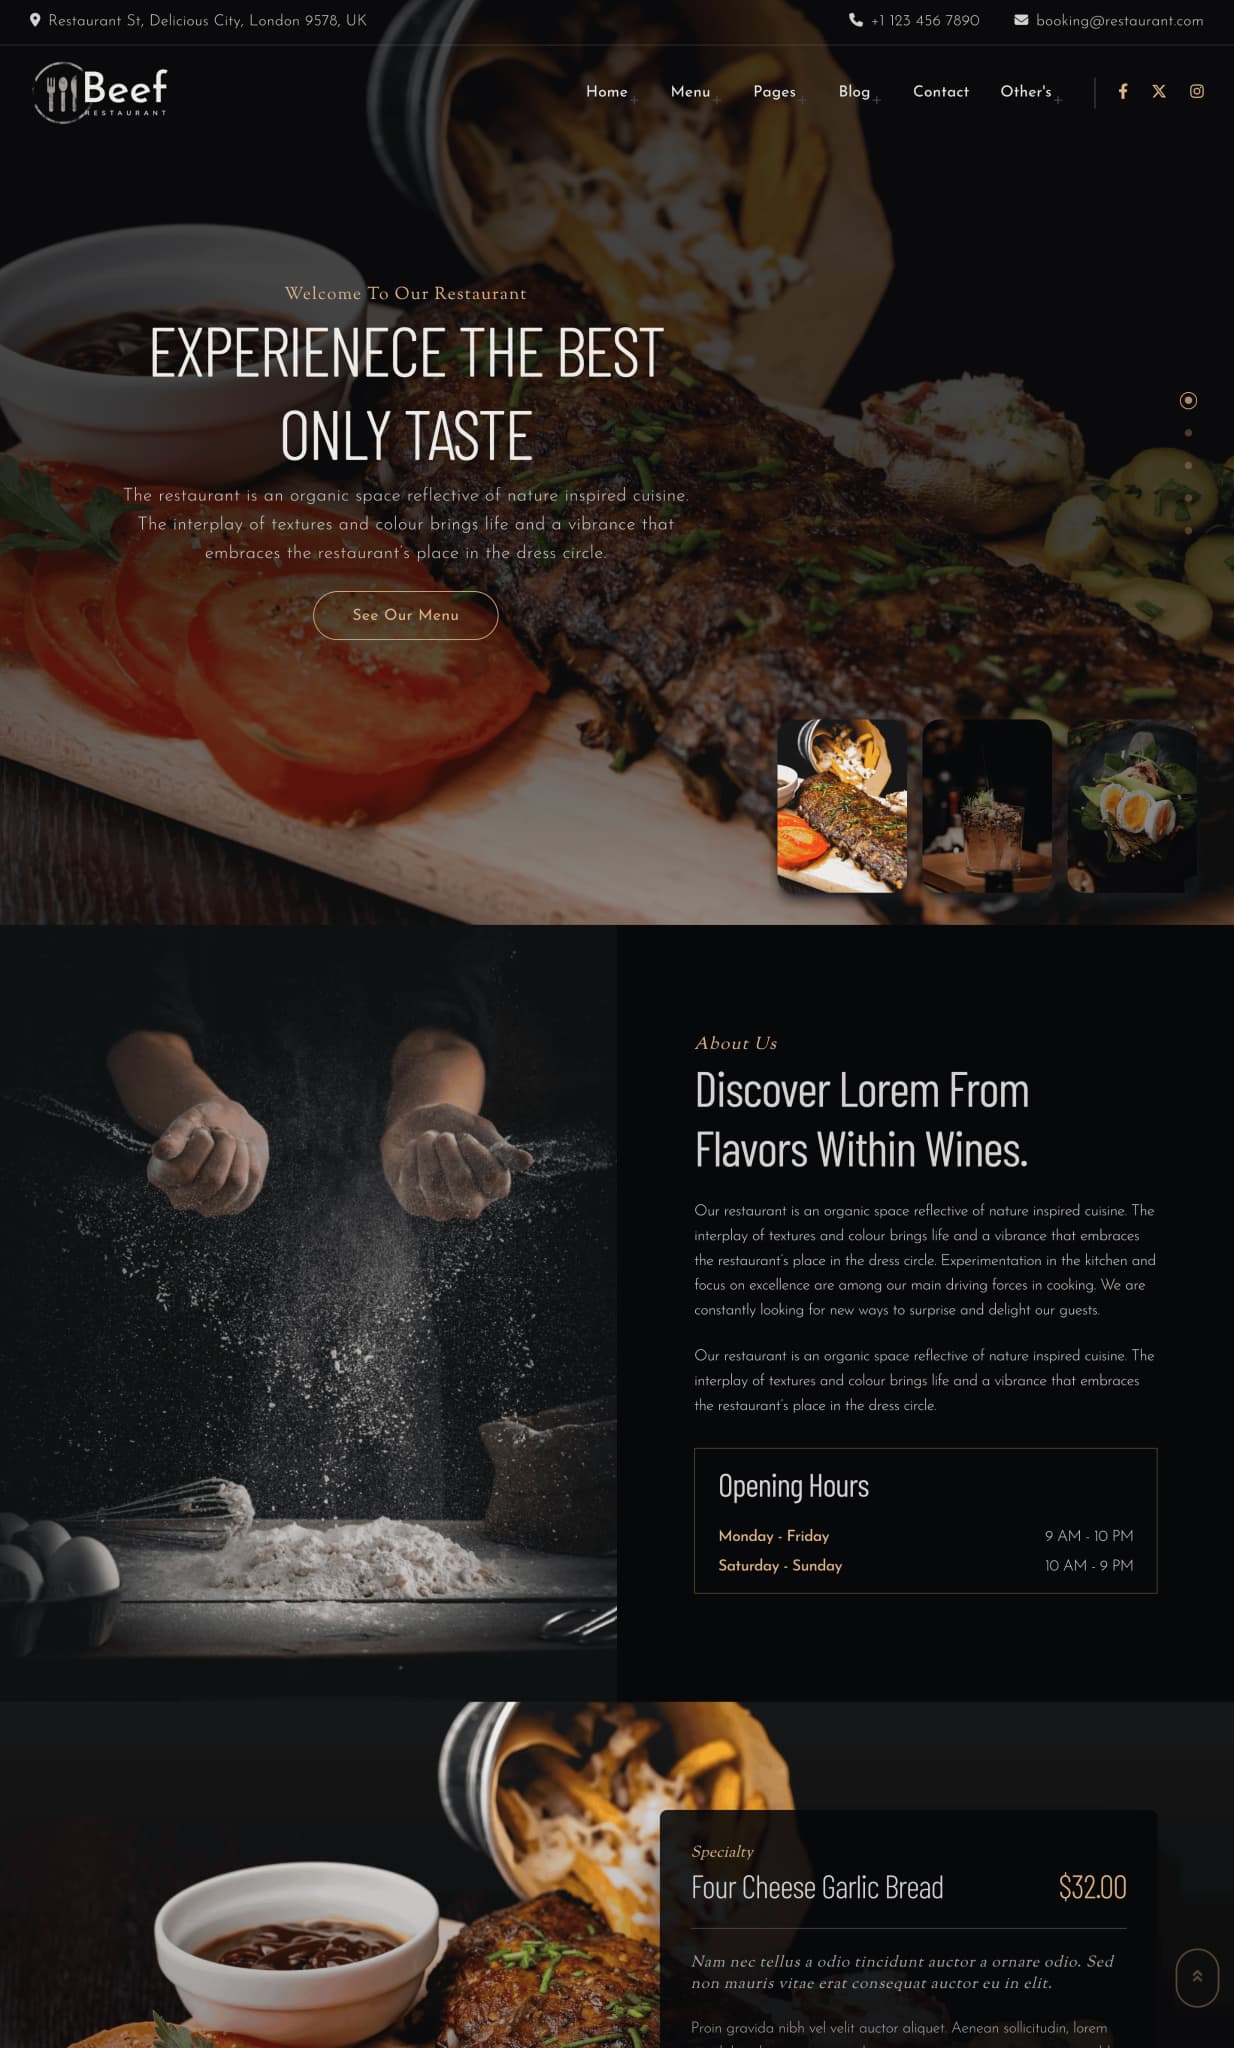 Restaurant St, Delicious City, London 9578, UK
+1 123 456 7890
booking@restaurant.com
Beef
RESTAURANT
Home
Menu
Pages
Blog
Contact
Other's
Welcome To Our Restaurant
EXPERIENECE THE BEST
ONLY TASTE
The restaurant is an organic space reflective of nature inspired cuisine.
The interplay of textures and colour brings life and a vibrance that
embraces the restaurant's place in the dress circle.
See Our Menu
About Us
Discover Lorem From
Flavors Within Wines.
Our restaurant is an organic space reflective of nature inspired cuisine. The
interplay of textures and colour brings life and a vibrance that embraces
the restaurant's place in the dress circle. Experimentation in the kitchen and
focus on excellence are among our main driving forces in cooking. We are
constantly looking for new ways to surprise and delight our guests.
Our restaurant is an organic space reflective of nature inspired cuisine. The
interplay of textures and colour brings life and a vibrance that embraces
the restaurant's place in the dress circle.
Opening Hours
Monday - Friday 9 AM - 10 PM
Saturday - Sunday 10 AM - 9 PM
Specialty
Four Cheese Garlic Bread $32.00
Nam nec tellus a odio tincidunt auctor a ornare odio. Sed
non mauris vitae erat consequat auctor eu in elit.
Proin gravida nibh vel velit auctor aliquet. Aenean sollicitudin, lorem